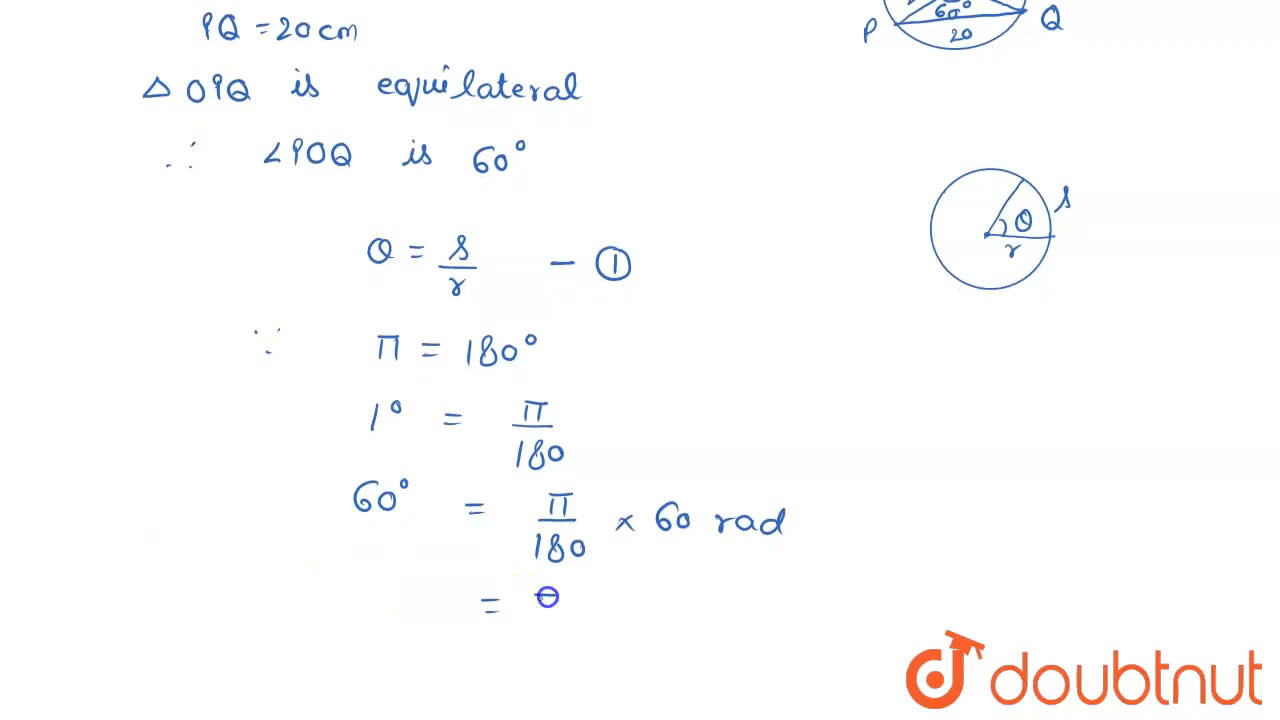 PQ = 20 cm
P 60° Q
20
△ OPQ is equilateral
∴ ∠POQ is 60°
θ s
r
θ = s/r — ①
∵ π = 180°
1° = π/180
60° = π/180 × 60 rad
=
doubtnut